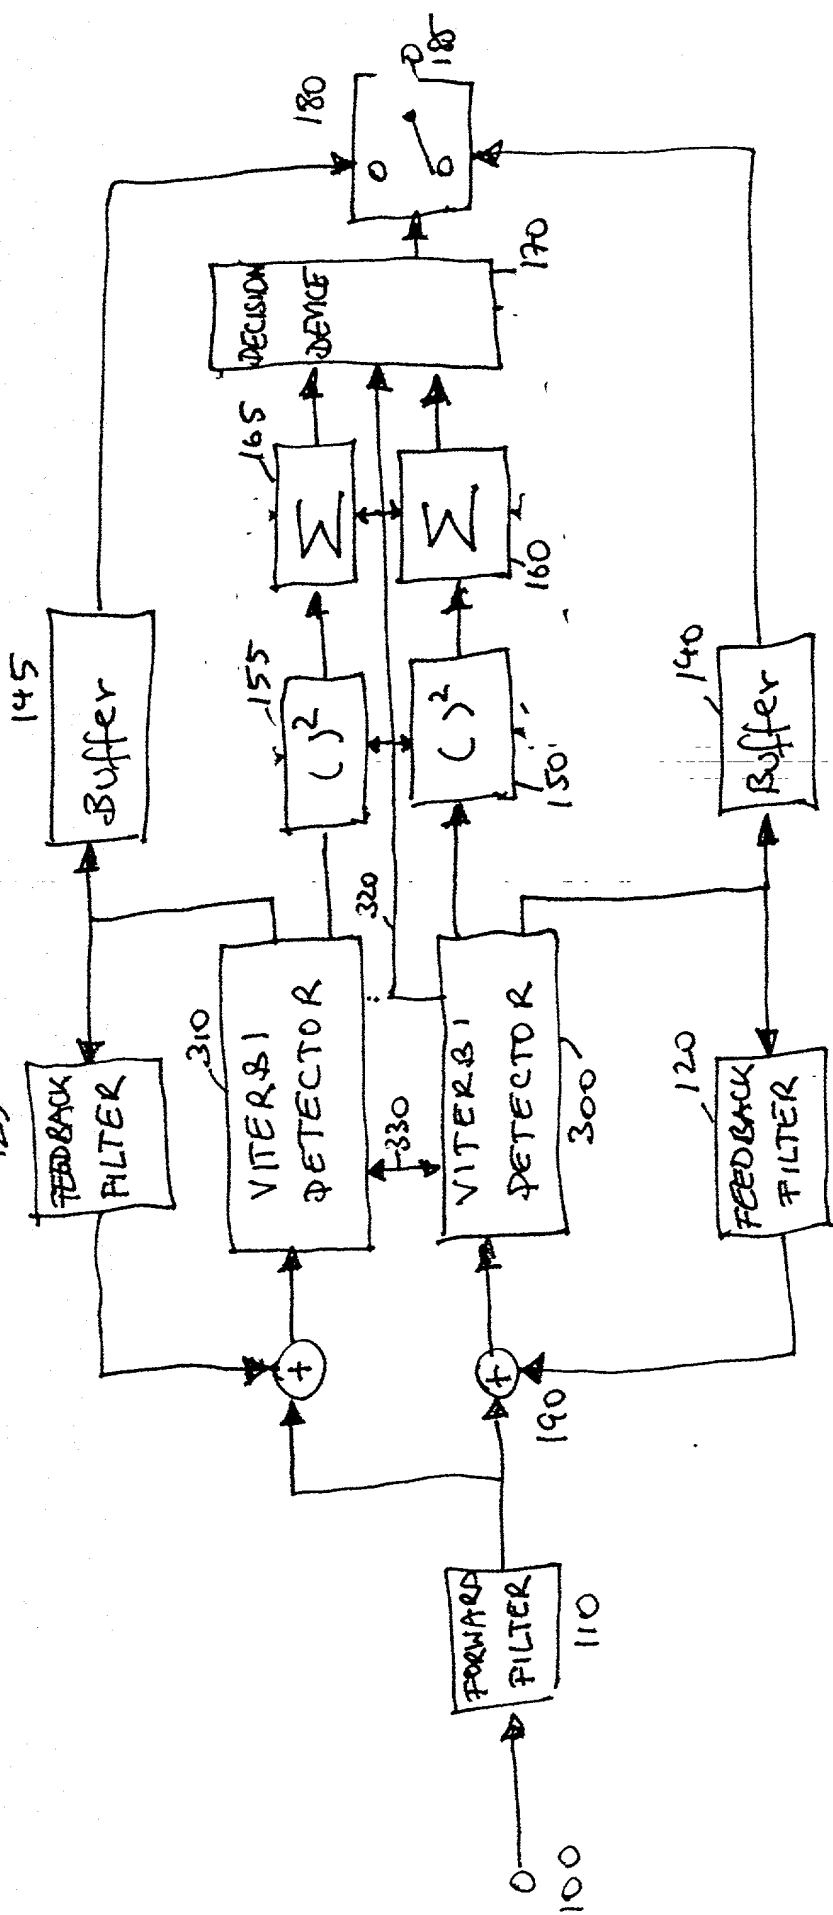 100
FORWARD
FILTER
110
+
+
190
FEEDBACK
FILTER
VITERBI
DETECTOR
310
330
VITERBI
DETECTOR
300
FEEDBACK
FILTER
120
320
Buffer
145
( )²
155
( )²
150
Buffer
140
Σ
165
Σ
160
DECISION
DEVICE
170
180
185